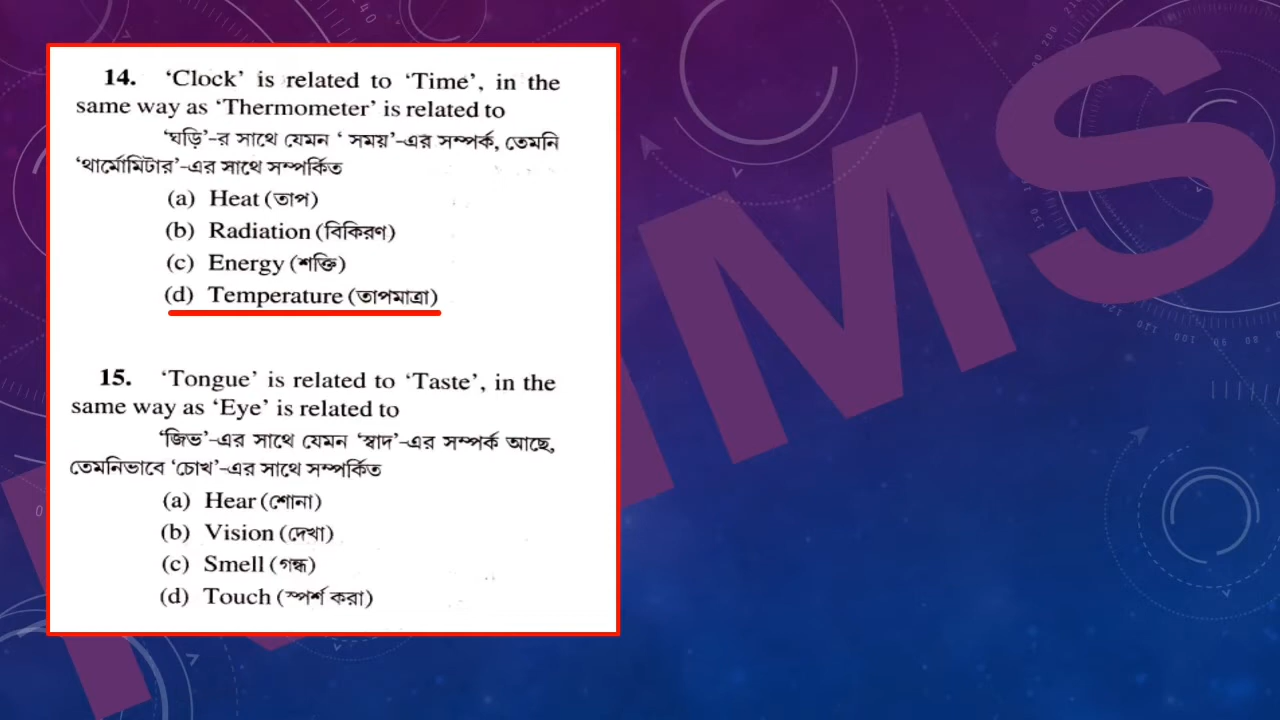 14. ‘Clock’ is related to ‘Time’, in the
same way as ‘Thermometer’ is related to
‘ঘড়ি’-র সাথে যেমন ‘ সময়’-এর সম্পর্ক, তেমনি
‘থার্মোমিটার’-এর সাথে সম্পর্কিত
(a) Heat (তাপ)
(b) Radiation (বিকিরণ)
(c) Energy (শক্তি)
(d) Temperature (তাপমাত্রা)
15. ‘Tongue’ is related to ‘Taste’, in the
same way as ‘Eye’ is related to
‘জিভ’-এর সাথে যেমন ‘স্বাদ’-এর সম্পর্ক আছে,
তেমনিভাবে ‘চোখ’-এর সাথে সম্পর্কিত
(a) Hear (শোনা)
(b) Vision (দেখা)
(c) Smell (গন্ধ)
(d) Touch (স্পর্শ করা)